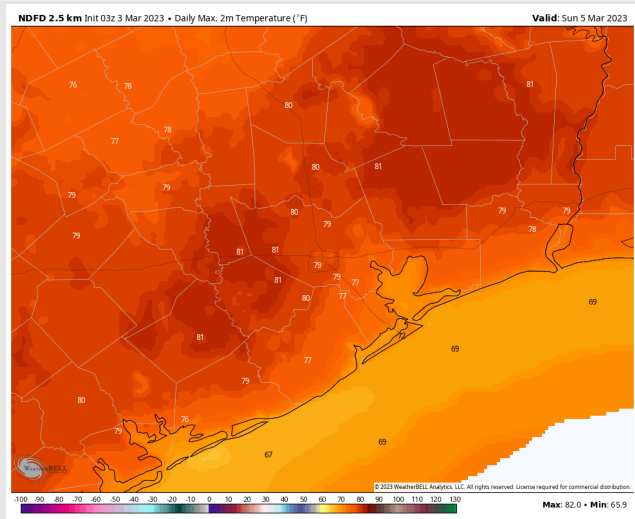 NDFD 2.5 km Init 03z 3 Mar 2023 • Daily Max. 2m Temperature (°F)
Valid: Sun 5 Mar 2023
76 78 81
80
78
77
80 81
79 79
80 79 79
79 79 78
81 81
79
81 79 77
80 77
69
72
81 69
77
79
80
76
79 69
67
WeatherBELL
© 2023 WeatherBELL Analytics, LLC. All rights reserved. License required for commercial distribution.
-100 -90 -80 -70 -60 -50 -40 -30 -20 -10 0 10 20 30 40 50 60 70 80 90 100 110 120 130
Max: 82.0 • Min: 65.9